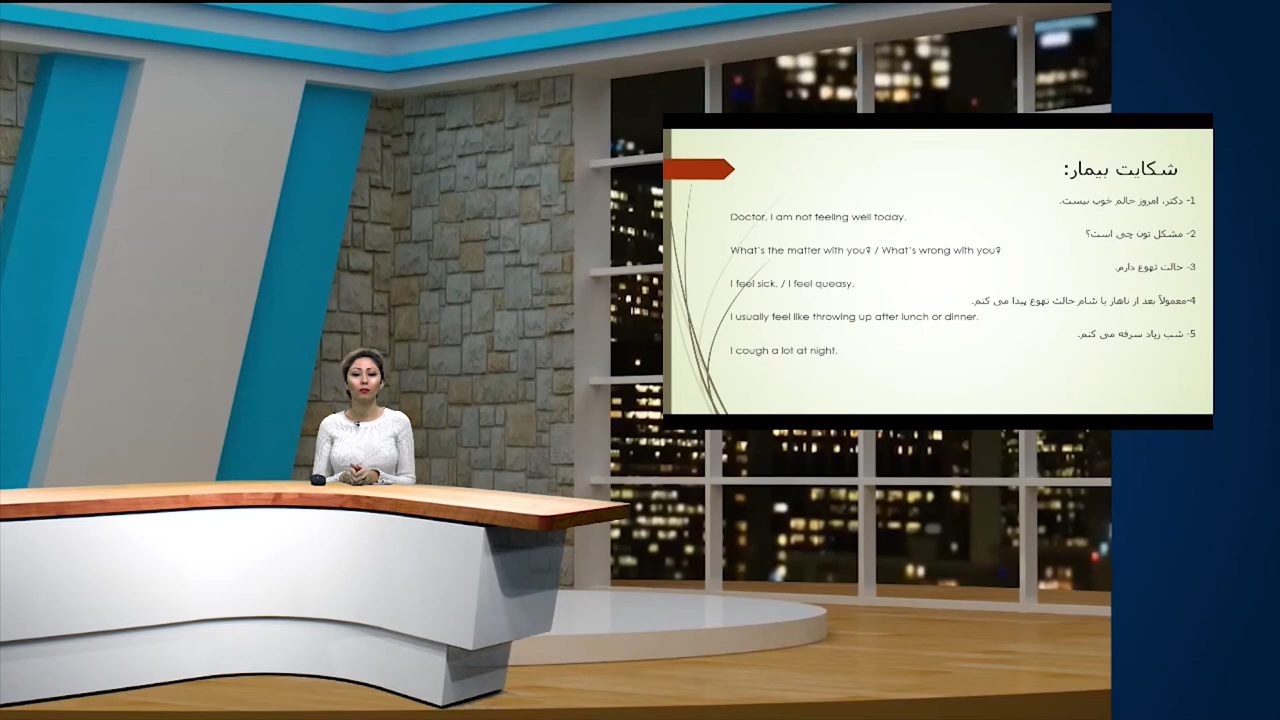 شکایت بیمار:
1- دکتر، امروز حالم خوب نیست.
Doctor, I am not feeling well today.
2- مشکل تون چی است؟
What's the matter with you? / What's wrong with you?
3- حالت تهوع دارم.
I feel sick. / I feel queasy.
4-معمولاً بعد از ناهار یا شام حالت تهوع پیدا می کنم.
I usually feel like throwing up after lunch or dinner.
5- شب زیاد سرفه می کنم.
I cough a lot at night.